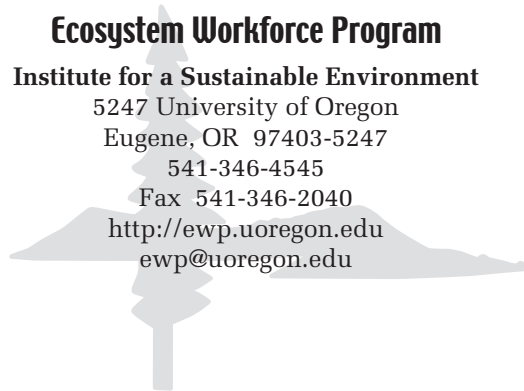 Ecosystem Workforce Program
Institute for a Sustainable Environment
5247 University of Oregon
Eugene, OR  97403-5247
541-346-4545
Fax  541-346-2040
http://ewp.uoregon.edu
ewp@uoregon.edu